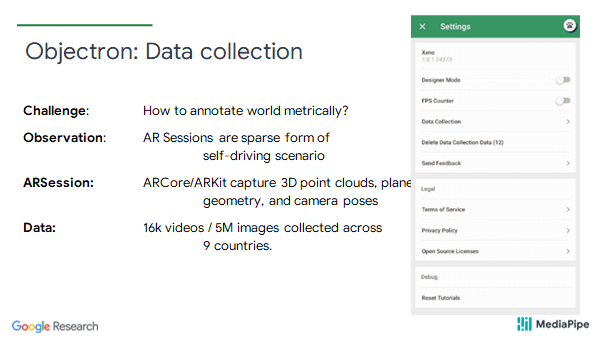 Objectron: Data collection
Challenge: How to annotate world metrically?
Observation: AR Sessions are sparse form of
self-driving scenario
ARSession: ARCore/ARKit capture 3D point clouds, plane
geometry, and camera poses
Data: 16k videos / 5M images collected across
9 countries.
Settings
Xeno
1.0.1.24373
Designer Mode
FPS Counter
Data Collection
Delete Data Collection Data (12)
Send Feedback
Legal
Terms of Service
Privacy Policy
Open Source Licenses
Debug
Reset Tutorials
Google Research
MediaPipe